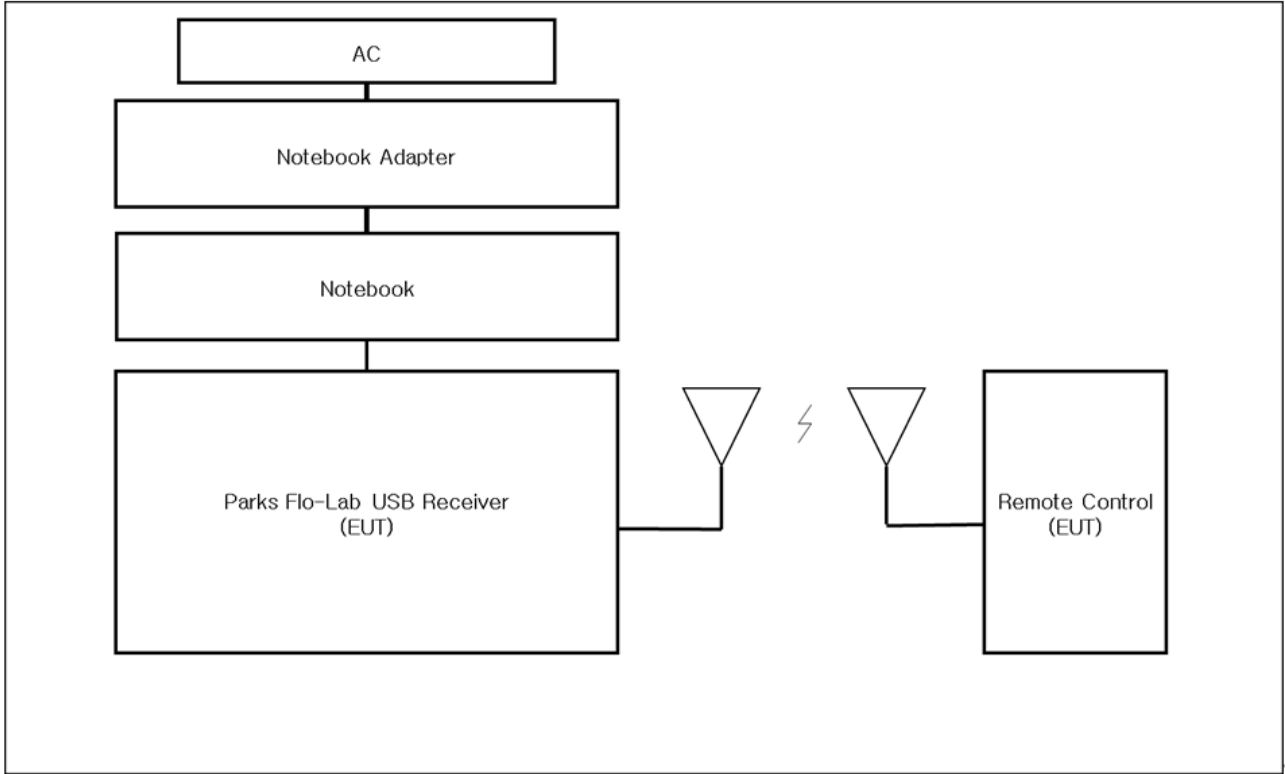 AC
Notebook Adapter
Notebook
Parks Flo-Lab USB Receiver
(EUT)
Remote Control
(EUT)